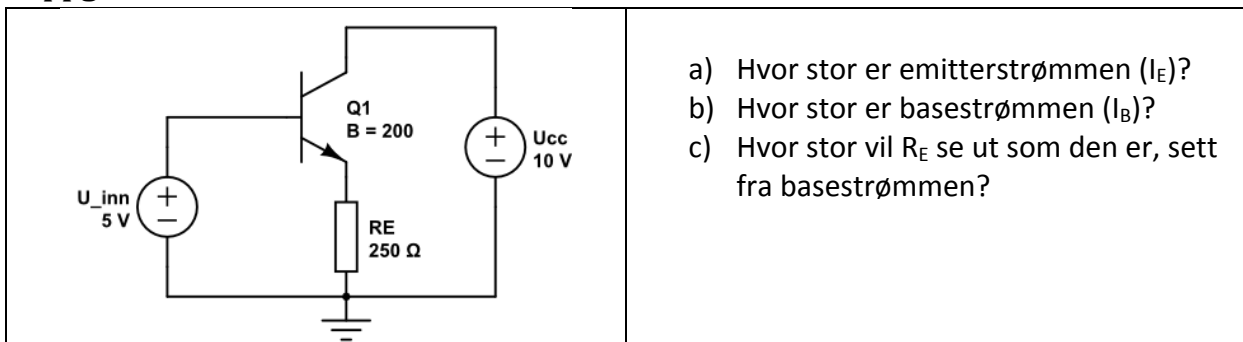 Q1
B = 200
Ucc
10 V
U_inn
5 V
RE
250 Ω
a) Hvor stor er emitterstrømmen (IE)?
b) Hvor stor er basestrømmen (IB)?
c) Hvor stor vil RE se ut som den er, sett
fra basestrømmen?